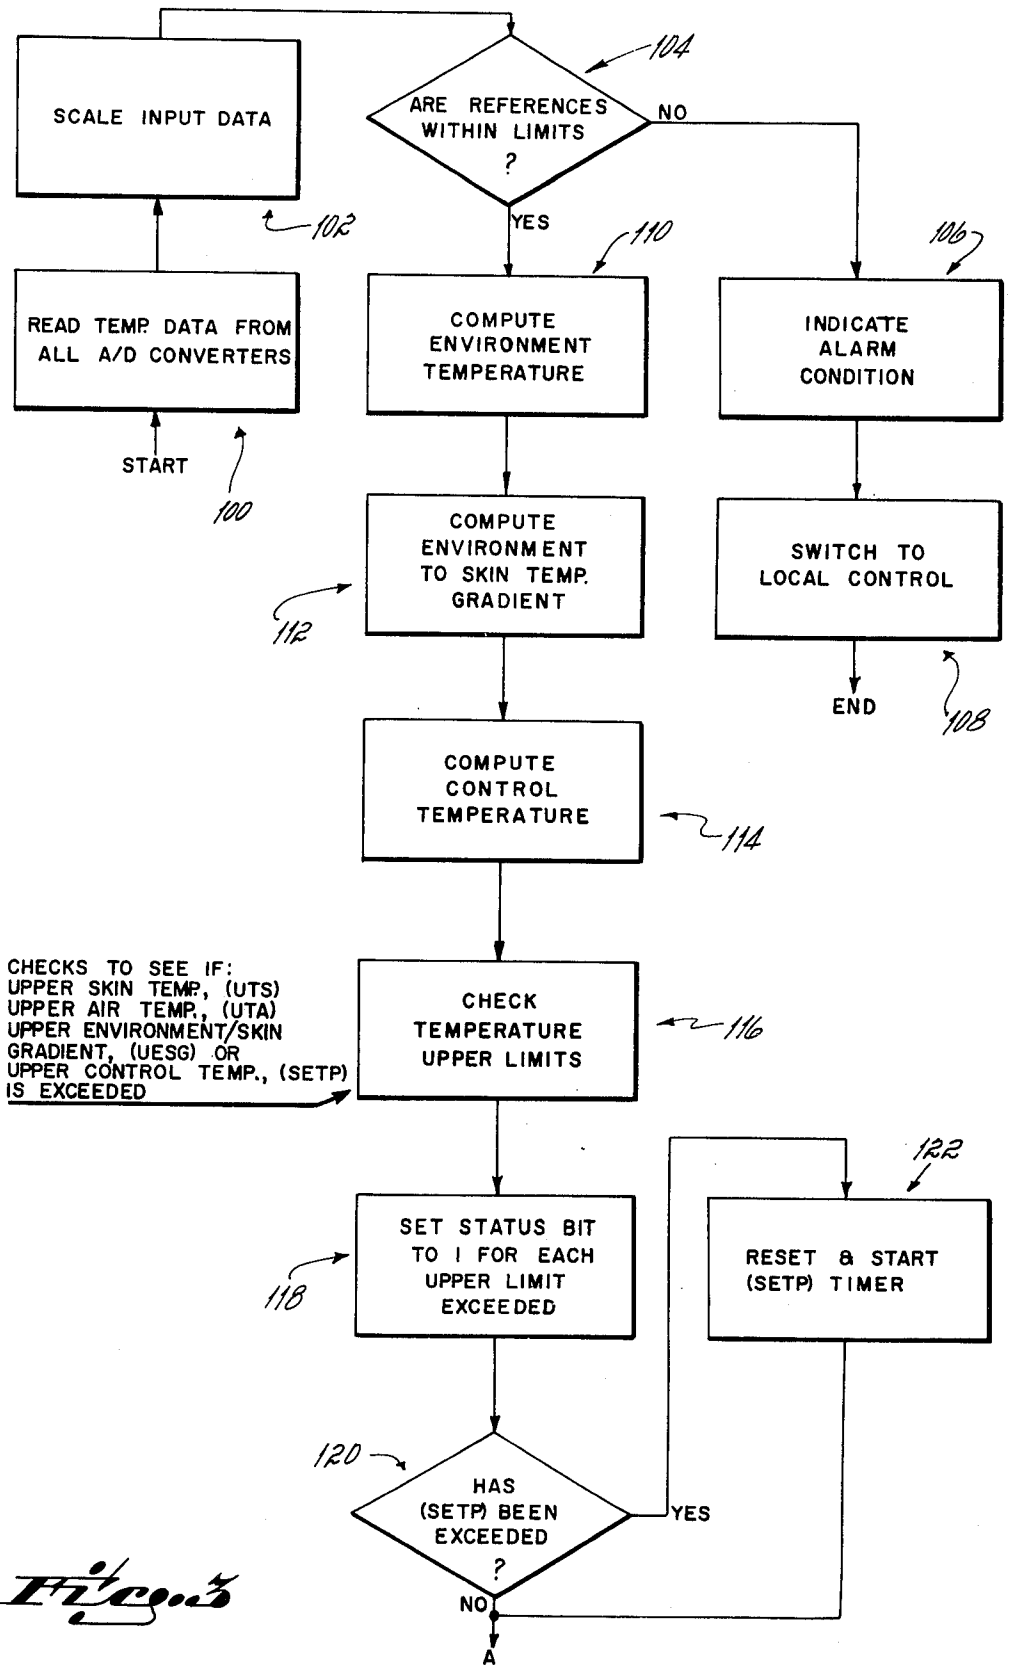 SCALE INPUT DATA
102
READ TEMP. DATA FROM
ALL A/D CONVERTERS
START
100
104
ARE REFERENCES
WITHIN LIMITS
?
NO
YES
110
COMPUTE
ENVIRONMENT
TEMPERATURE
106
INDICATE
ALARM
CONDITION
COMPUTE
ENVIRONMENT
TO SKIN TEMP.
GRADIENT
112
SWITCH TO
LOCAL CONTROL
END
108
COMPUTE
CONTROL
TEMPERATURE
114
CHECKS TO SEE IF:
UPPER SKIN TEMP., (UTS)
UPPER AIR TEMP., (UTA)
UPPER ENVIRONMENT/SKIN
GRADIENT, (UESG) OR
UPPER CONTROL TEMP., (SETP)
IS EXCEEDED
CHECK
TEMPERATURE
UPPER LIMITS
116
SET STATUS BIT
TO 1 FOR EACH
UPPER LIMIT
EXCEEDED
118
122
RESET & START
(SETP) TIMER
120
HAS
(SETP) BEEN
EXCEEDED
?
YES
NO
A
Fig. 3